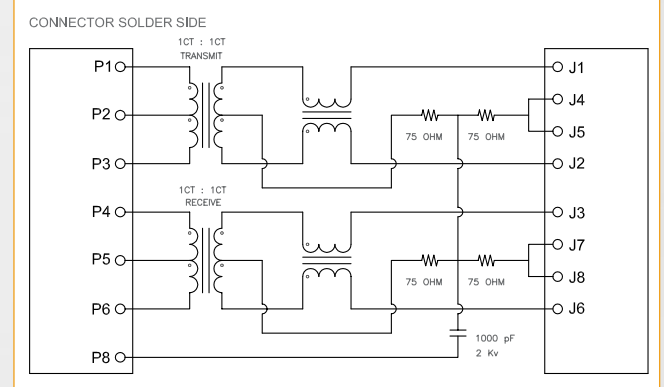 CONNECTOR SOLDER SIDE
1CT : 1CT
TRANSMIT
P1
J1
J4
P2
J5
75 OHM
75 OHM
P3
J2
1CT : 1CT
RECEIVE
P4
J3
J7
P5
J8
75 OHM
75 OHM
P6
J6
1000 pF
2 Kv
P8